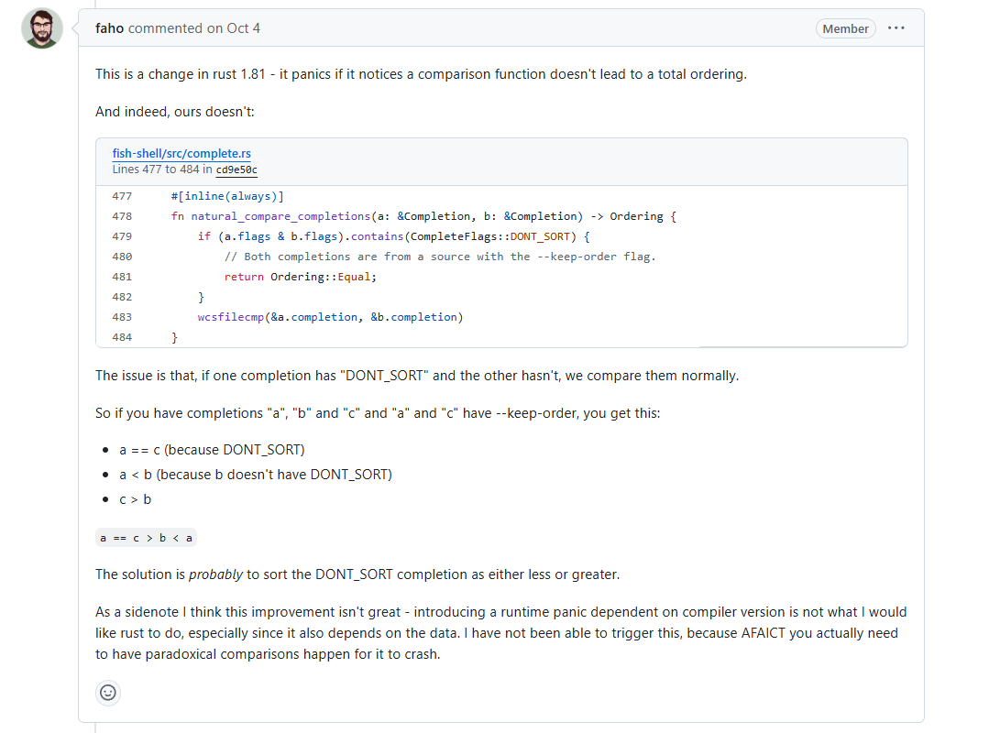 faho commented on Oct 4
Member
This is a change in rust 1.81 - it panics if it notices a comparison function doesn't lead to a total ordering.
And indeed, ours doesn't:
fish-shell/src/complete.rs
Lines 477 to 484 in cd9e50c
477 #[inline(always)]
478 fn natural_compare_completions(a: &Completion, b: &Completion) -> Ordering {
479     if (a.flags & b.flags).contains(CompleteFlags::DONT_SORT) {
480         // Both completions are from a source with the --keep-order flag.
481         return Ordering::Equal;
482     }
483     wcsfilecmp(&a.completion, &b.completion)
484 }
The issue is that, if one completion has "DONT_SORT" and the other hasn't, we compare them normally.
So if you have completions "a", "b" and "c" and "a" and "c" have --keep-order, you get this:
• a == c (because DONT_SORT)
• a < b (because b doesn't have DONT_SORT)
• c > b
a == c > b < a
The solution is probably to sort the DONT_SORT completion as either less or greater.
As a sidenote I think this improvement isn't great - introducing a runtime panic dependent on compiler version is not what I would
like rust to do, especially since it also depends on the data. I have not been able to trigger this, because AFAICT you actually need
to have paradoxical comparisons happen for it to crash.